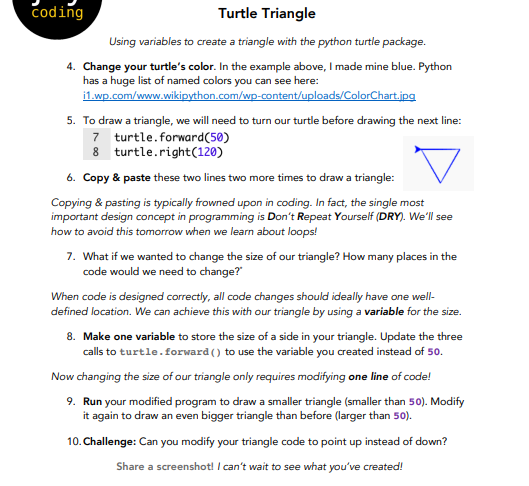 coding
Turtle Triangle
Using variables to create a triangle with the python turtle package.
4. Change your turtle's color. In the example above, I made mine blue. Python
has a huge list of named colors you can see here:
i1.wp.com/www.wikipython.com/wp-content/uploads/ColorChart.jpg
5. To draw a triangle, we will need to turn our turtle before drawing the next line:
7 turtle.forward(50)
8 turtle.right(120)
6. Copy & paste these two lines two more times to draw a triangle:
Copying & pasting is typically frowned upon in coding. In fact, the single most
important design concept in programming is Don't Repeat Yourself (DRY). We'll see
how to avoid this tomorrow when we learn about loops!
7. What if we wanted to change the size of our triangle? How many places in the
code would we need to change?*
When code is designed correctly, all code changes should ideally have one well-
defined location. We can achieve this with our triangle by using a variable for the size.
8. Make one variable to store the size of a side in your triangle. Update the three
calls to turtle.forward() to use the variable you created instead of 50.
Now changing the size of our triangle only requires modifying one line of code!
9. Run your modified program to draw a smaller triangle (smaller than 50). Modify
it again to draw an even bigger triangle than before (larger than 50).
10. Challenge: Can you modify your triangle code to point up instead of down?
Share a screenshot! I can't wait to see what you've created!